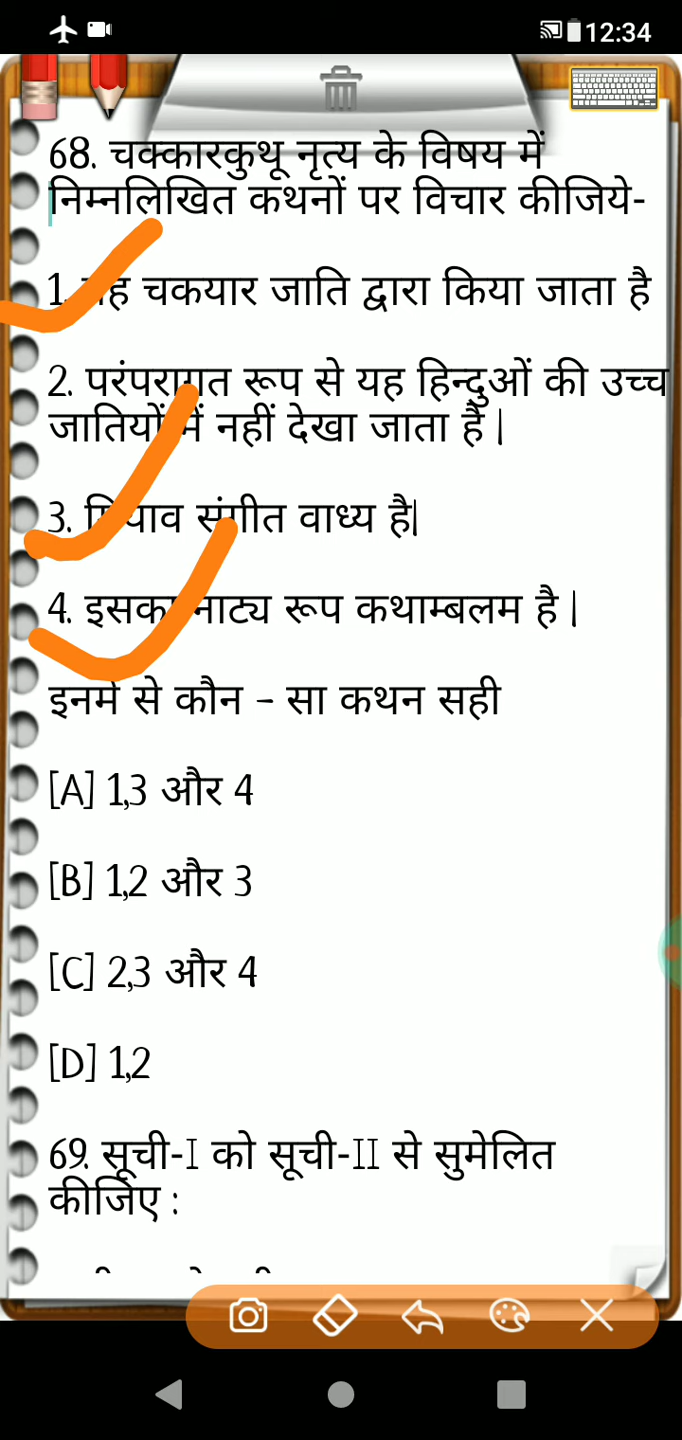 12:34
68. चक्कारकुथू नृत्य के विषय में
निम्नलिखित कथनों पर विचार कीजिये-
1. यह चकयार जाति द्वारा किया जाता है
2. परंपरागत रूप से यह हिन्दुओं की उच्च
जातियों में नहीं देखा जाता है |
3. संगीत वाध्य है|
4. इसका नाट्य रूप कथाम्बलम है |
इनमे से कौन – सा कथन सही
[A] 1,3 और 4
[B] 1,2 और 3
[C] 2,3 और 4
[D] 1,2
69. सूची-I को सूची-II से सुमेलित
कीजिए :